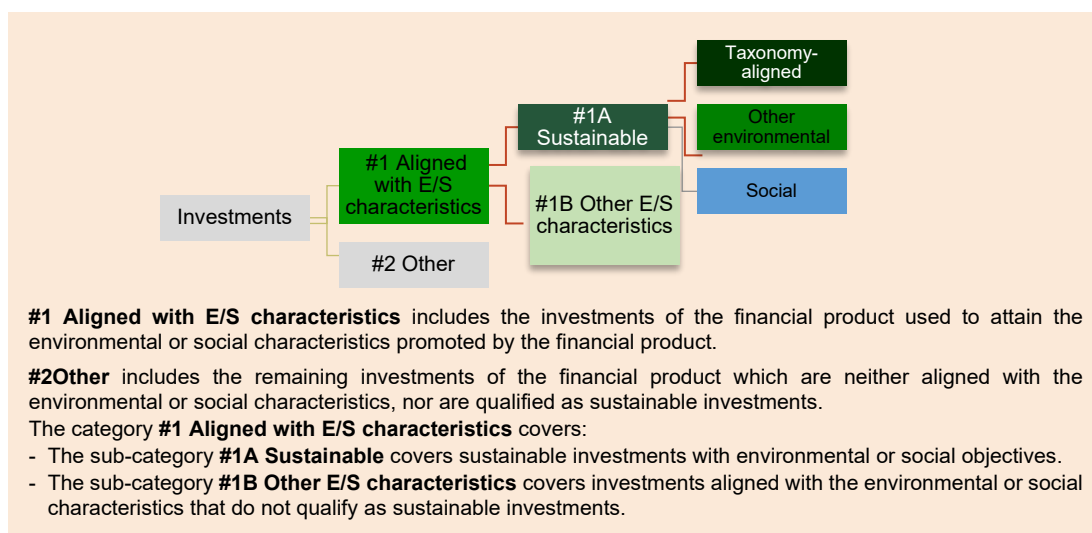 Taxonomy-
aligned
#1A
Sustainable
Other
environmental
#1 Aligned
with E/S
characteristics
Social
#1B Other E/S
characteristics
Investments
#2 Other
#1 Aligned with E/S characteristics includes the investments of the financial product used to attain the
environmental or social characteristics promoted by the financial product.
#2Other includes the remaining investments of the financial product which are neither aligned with the
environmental or social characteristics, nor are qualified as sustainable investments.
The category #1 Aligned with E/S characteristics covers:
- The sub-category #1A Sustainable covers sustainable investments with environmental or social objectives.
- The sub-category #1B Other E/S characteristics covers investments aligned with the environmental or social
characteristics that do not qualify as sustainable investments.